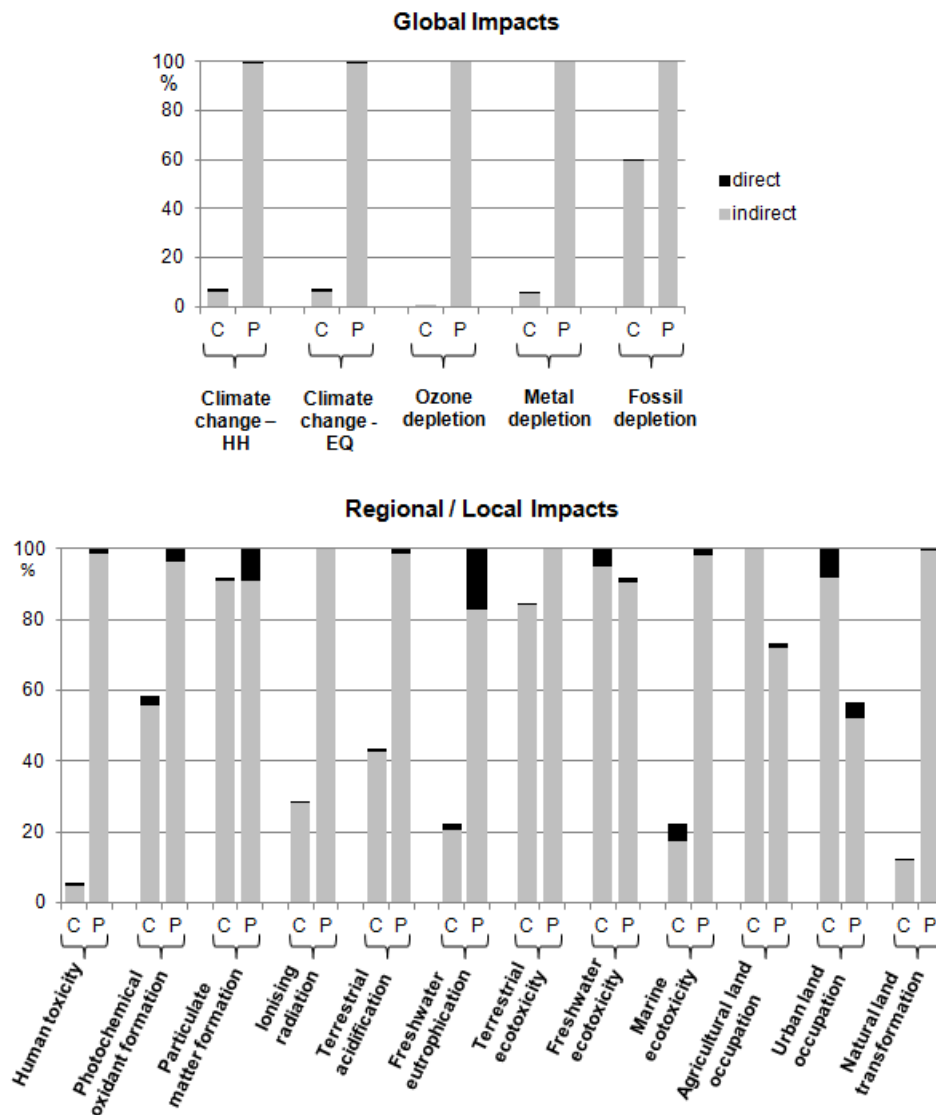 Global Impacts
100
%
80
60
40
20
0
direct
indirect
C P C P C P C P C P
Climate change – HH
Climate change - EQ
Ozone depletion
Metal depletion
Fossil depletion
Regional / Local Impacts
100
%
80
60
40
20
0
C P C P C P C P C P C P C P C P C P C P C P C P
Human toxicity
Photochemical oxidant formation
Particulate matter formation
Ionising radiation
Terrestrial acidification
Freshwater eutrophication
Terrestrial ecotoxicity
Freshwater ecotoxicity
Marine ecotoxicity
Agricultural land occupation
Urban land occupation
Natural land transformation